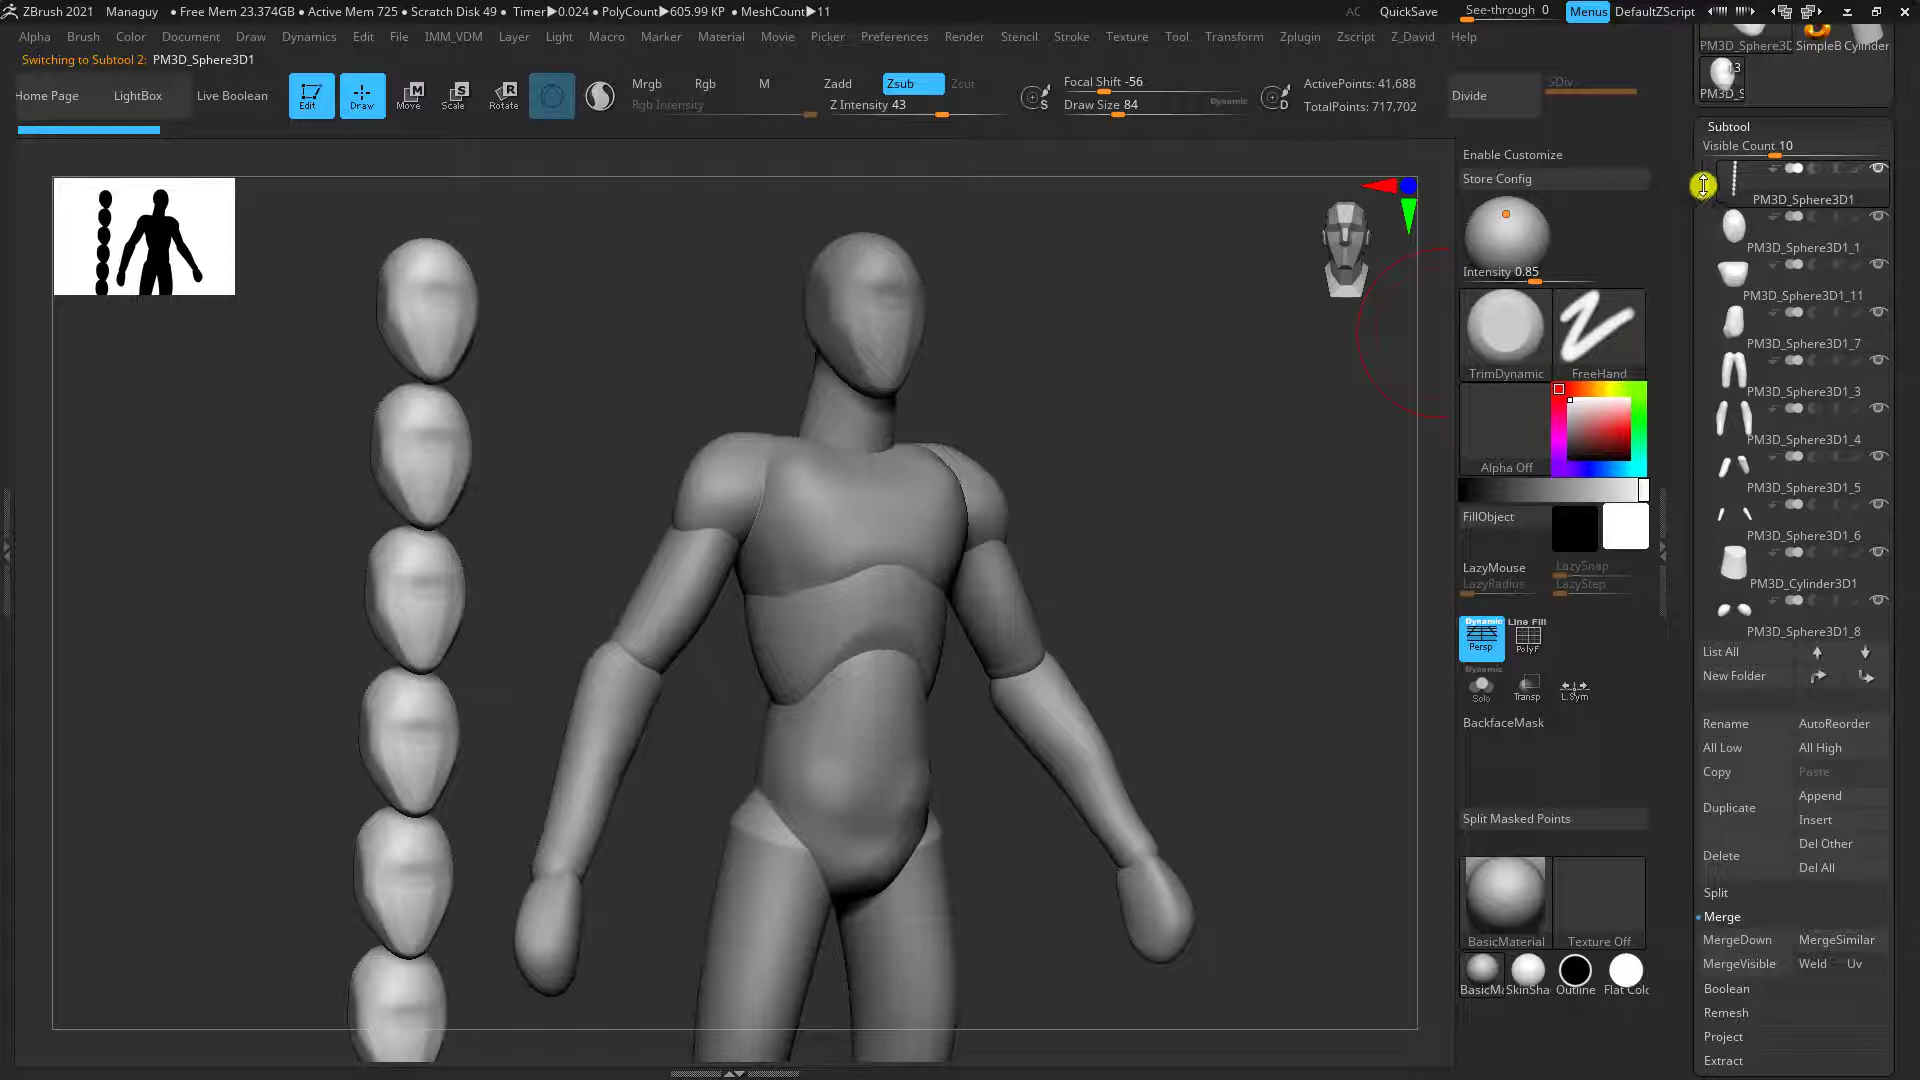 ZBrush 2021 Managuy • Free Mem 23.374GB • Active Mem 725 • Scratch Disk 49 • Timer▶0.024 • PolyCount▶605.99 KP • MeshCount▶11 AC QuickSave See-through 0 Menus DefaultZScript
Alpha Brush Color Document Draw Dynamics Edit File IMM_VDM Layer Light Macro Marker Material Movie Picker Preferences Render Stencil Stroke Texture Tool Transform Zplugin Zscript Z_David Help
Switching to Subtool 2: PM3D_Sphere3D1
Home Page LightBox Live Boolean
Edit Draw Move Scale Rotate
Mrgb Rgb M
Rgb Intensity
Zadd Zsub Zcut
Z Intensity 43
S
Focal Shift -56
Draw Size 84
Dynamic
D
ActivePoints: 41,688
TotalPoints: 717,702
Divide
SDiv
Enable Customize
Store Config
Intensity 0.85
TrimDynamic FreeHand
Alpha Off
FillObject
LazyMouse LazySnap
LazyRadius LazyStep
Dynamic
Persp
Line Fill
PolyF
Dynamic
Solo Transp L.Sym
BackfaceMask
Split Masked Points
BasicMaterial Texture Off
BasicMa SkinSha Outline Flat Colc
PM3D_Sphere3D SimpleB Cylinder
13
PM3D_S
Subtool
Visible Count 10
PM3D_Sphere3D1
PM3D_Sphere3D1_1
PM3D_Sphere3D1_11
PM3D_Sphere3D1_7
PM3D_Sphere3D1_3
PM3D_Sphere3D1_4
PM3D_Sphere3D1_5
PM3D_Sphere3D1_6
PM3D_Cylinder3D1
PM3D_Sphere3D1_8
List All
New Folder
Rename AutoReorder
All Low All High
Copy Paste
Duplicate Append
Insert
Delete Del Other
Del All
Split
Merge
MergeDown MergeSimilar
MergeVisible Weld Uv
Boolean
Remesh
Project
Extract